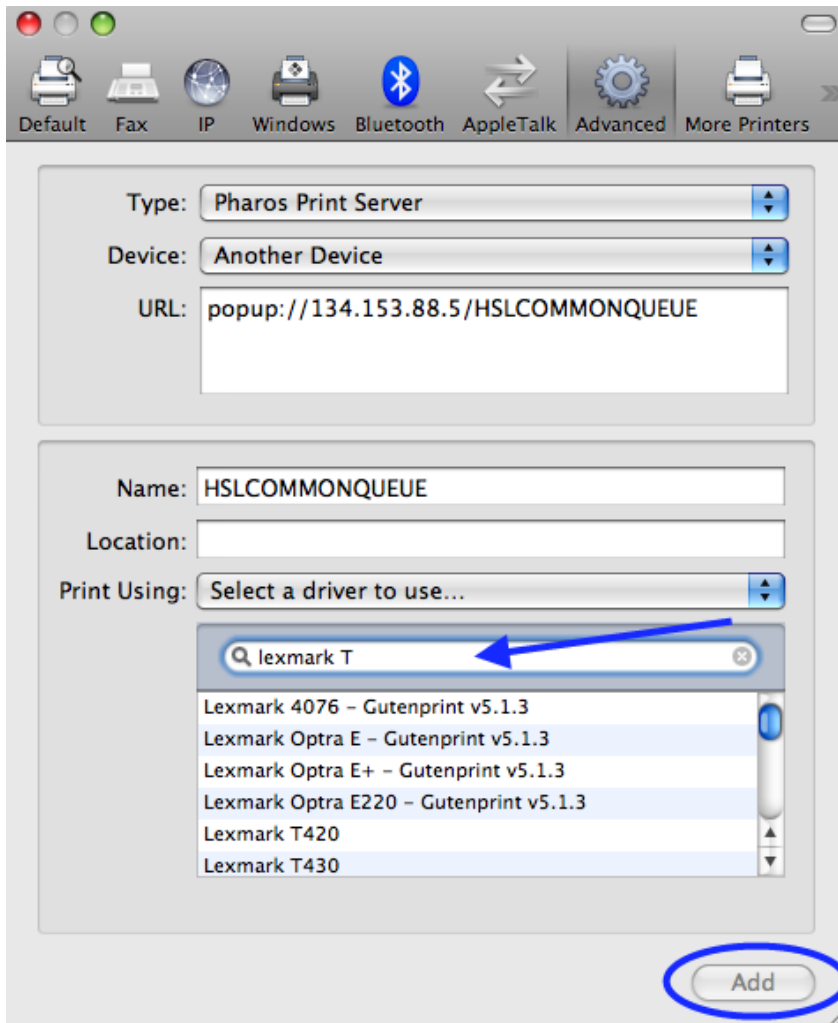 Default Fax IP Windows Bluetooth AppleTalk Advanced More Printers
Type: Pharos Print Server
Device: Another Device
URL: popup://134.153.88.5/HSLCOMMONQUEUE
Name: HSLCOMMONQUEUE
Location:
Print Using: Select a driver to use...
lexmark T
Lexmark 4076 – Gutenprint v5.1.3
Lexmark Optra E – Gutenprint v5.1.3
Lexmark Optra E+ – Gutenprint v5.1.3
Lexmark Optra E220 – Gutenprint v5.1.3
Lexmark T420
Lexmark T430
Add